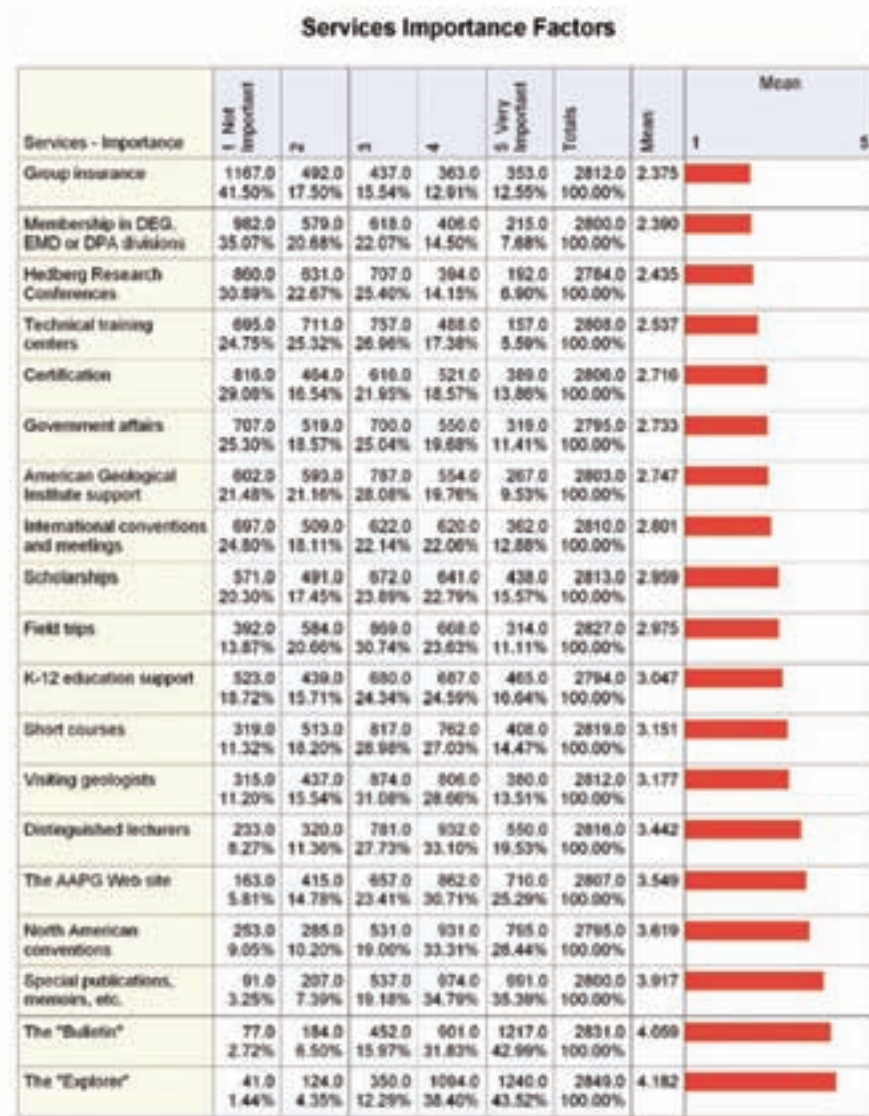 Services Importance Factors
Services - Importance 1 Not Important 2 3 4 5 Very Important Totals Mean Mean 1 5
Group insurance 1167.0 492.0 437.0 363.0 353.0 2812.0 2.375
41.50% 17.50% 15.54% 12.91% 12.55% 100.00%
Membership in DEG, 982.0 579.0 618.0 406.0 215.0 2800.0 2.390
EMD or DPA divisions 35.07% 20.68% 22.07% 14.50% 7.68% 100.00%
Hedberg Research 860.0 631.0 707.0 394.0 192.0 2784.0 2.435
Conferences 30.89% 22.67% 25.40% 14.15% 6.90% 100.00%
Technical training 695.0 711.0 757.0 488.0 157.0 2808.0 2.537
centers 24.75% 25.32% 26.96% 17.38% 5.59% 100.00%
Certification 816.0 464.0 616.0 521.0 389.0 2806.0 2.716
29.08% 16.54% 21.95% 18.57% 13.86% 100.00%
Government affairs 707.0 519.0 700.0 550.0 319.0 2795.0 2.733
25.30% 18.57% 25.04% 19.68% 11.41% 100.00%
American Geological 602.0 593.0 787.0 554.0 267.0 2803.0 2.747
Institute support 21.48% 21.16% 28.08% 19.76% 9.53% 100.00%
International conventions 697.0 509.0 622.0 620.0 362.0 2810.0 2.801
and meetings 24.80% 18.11% 22.14% 22.06% 12.88% 100.00%
Scholarships 571.0 491.0 672.0 641.0 438.0 2813.0 2.959
20.30% 17.45% 23.89% 22.79% 15.57% 100.00%
Field trips 392.0 584.0 869.0 668.0 314.0 2827.0 2.975
13.87% 20.66% 30.74% 23.63% 11.11% 100.00%
K-12 education support 523.0 439.0 680.0 687.0 465.0 2794.0 3.047
18.72% 15.71% 24.34% 24.59% 16.64% 100.00%
Short courses 319.0 513.0 817.0 762.0 408.0 2819.0 3.151
11.32% 18.20% 28.98% 27.03% 14.47% 100.00%
Visiting geologists 315.0 437.0 874.0 806.0 380.0 2812.0 3.177
11.20% 15.54% 31.08% 28.66% 13.51% 100.00%
Distinguished lecturers 233.0 320.0 781.0 932.0 550.0 2816.0 3.442
8.27% 11.36% 27.73% 33.10% 19.53% 100.00%
The AAPG Web site 163.0 415.0 657.0 862.0 710.0 2807.0 3.549
5.81% 14.78% 23.41% 30.71% 25.29% 100.00%
North American 253.0 285.0 531.0 931.0 795.0 2795.0 3.619
conventions 9.05% 10.20% 19.00% 33.31% 28.44% 100.00%
Special publications, 91.0 207.0 537.0 974.0 991.0 2800.0 3.917
memoirs, etc. 3.25% 7.39% 19.18% 34.79% 35.39% 100.00%
The "Bulletin" 77.0 184.0 452.0 901.0 1217.0 2831.0 4.059
2.72% 6.50% 15.97% 31.83% 42.99% 100.00%
The "Explorer" 41.0 124.0 350.0 1094.0 1240.0 2849.0 4.182
1.44% 4.35% 12.29% 38.40% 43.52% 100.00%